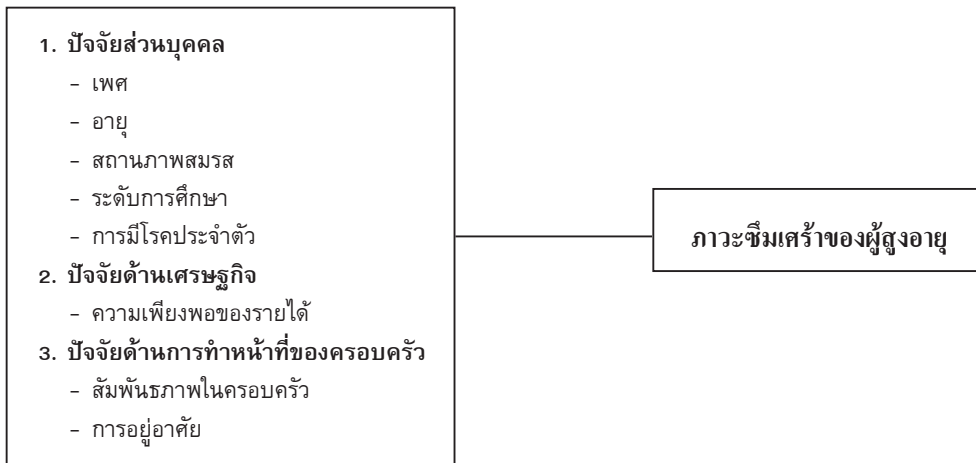 1. ปัจจัยส่วนบุคคล
– เพศ
– อายุ
– สถานภาพสมรส
– ระดับการศึกษา
– การมีโรคประจำตัว
2. ปัจจัยด้านเศรษฐกิจ
– ความเพียงพอของรายได้
3. ปัจจัยด้านการทำหน้าที่ของครอบครัว
– สัมพันธภาพในครอบครัว
– การอยู่อาศัย
ภาวะซึมเศร้าของผู้สูงอายุ